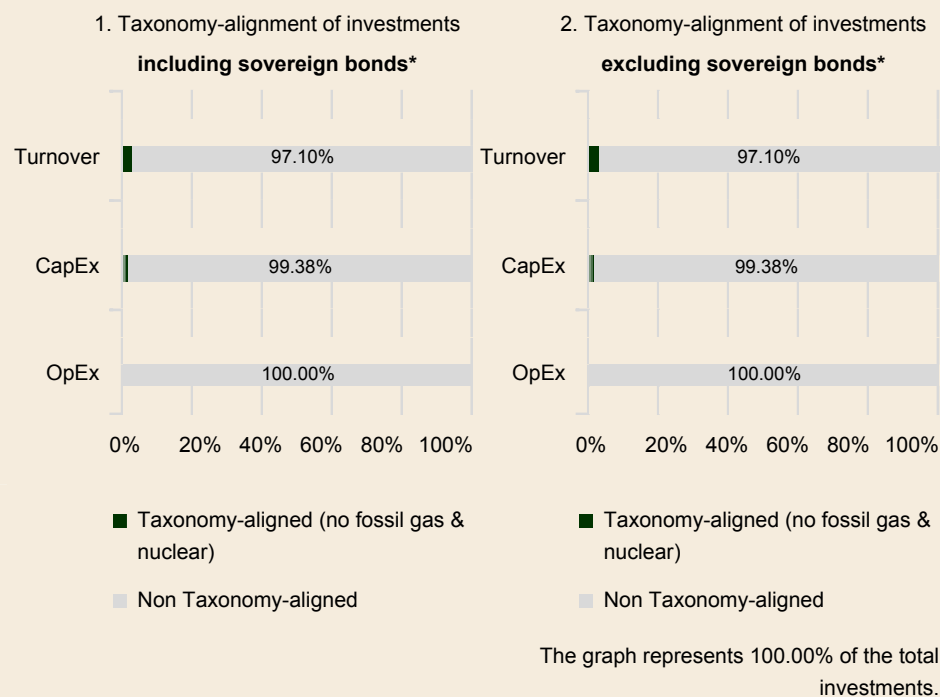 1. Taxonomy-alignment of investments
including sovereign bonds*
Turnover
97.10%
CapEx
99.38%
OpEx
100.00%
0% 20% 40% 60% 80% 100%
Taxonomy-aligned (no fossil gas &
nuclear)
Non Taxonomy-aligned
2. Taxonomy-alignment of investments
excluding sovereign bonds*
Turnover
97.10%
CapEx
99.38%
OpEx
100.00%
0% 20% 40% 60% 80% 100%
Taxonomy-aligned (no fossil gas &
nuclear)
Non Taxonomy-aligned
The graph represents 100.00% of the total
investments.